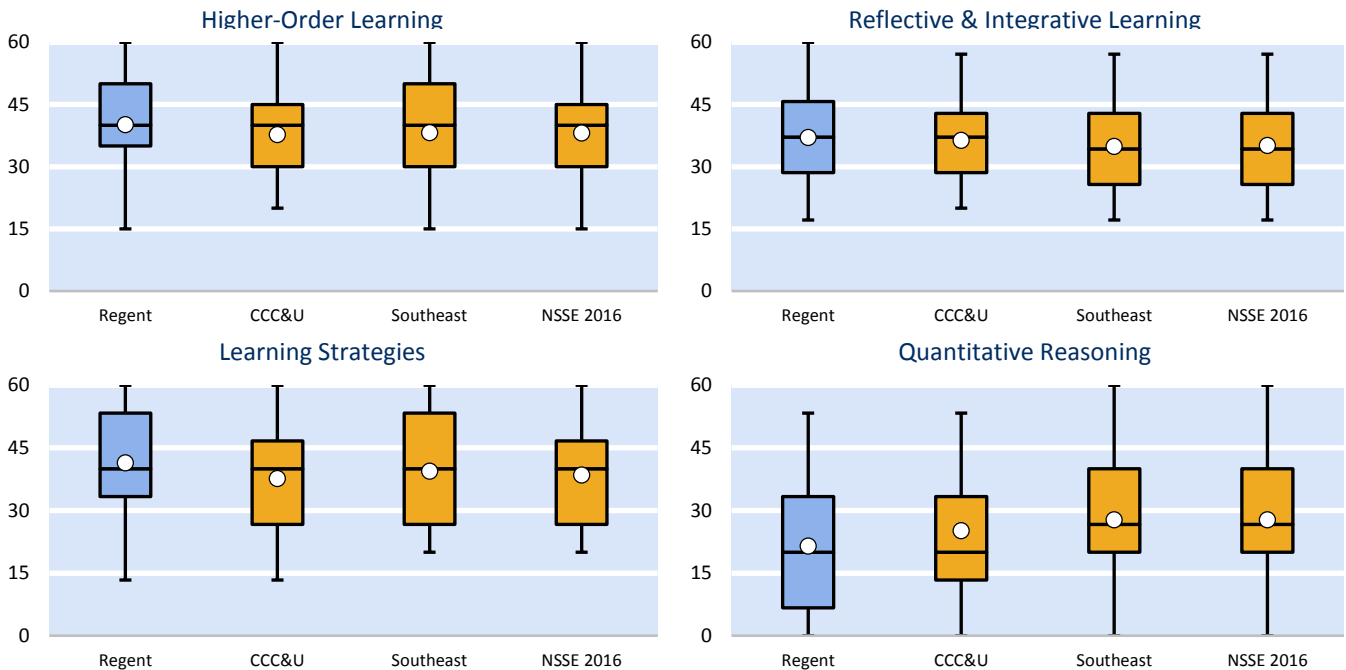 Higher-Order Learning
60
45
30
15
0
Regent CCC&U Southeast NSSE 2016
Reflective & Integrative Learning
60
45
30
15
0
Regent CCC&U Southeast NSSE 2016
Learning Strategies
60
45
30
15
0
Regent CCC&U Southeast NSSE 2016
Quantitative Reasoning
60
45
30
15
0
Regent CCC&U Southeast NSSE 2016